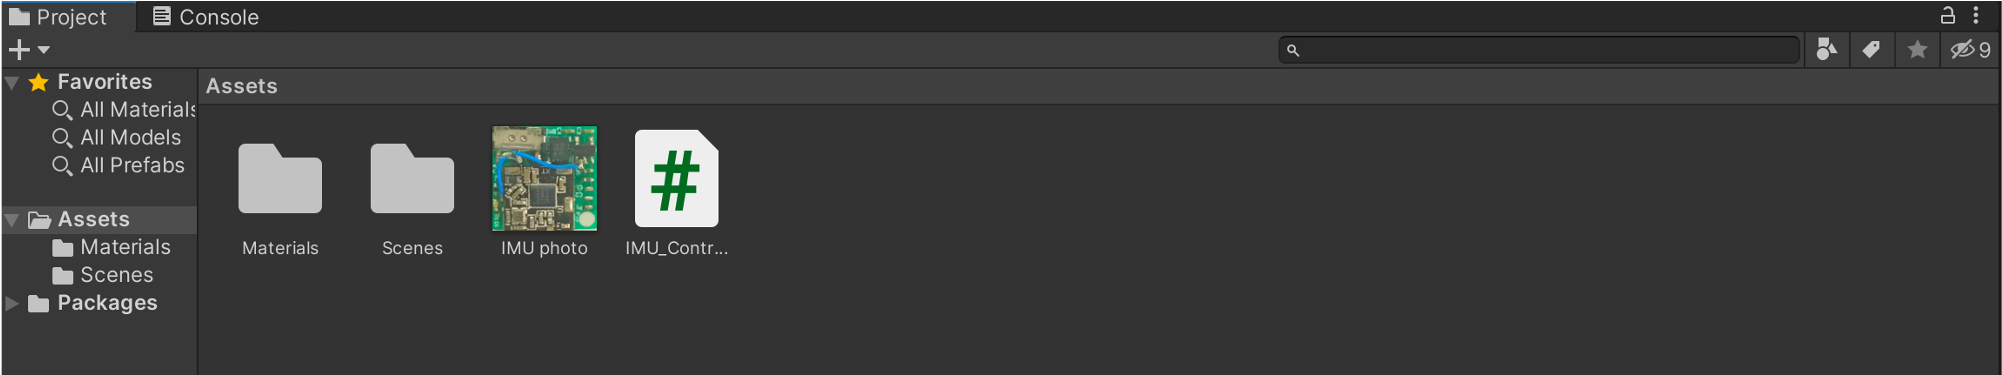 Project
Console
9
Favorites
All Materials
All Models
All Prefabs
Assets
Materials
Scenes
Packages
Assets
Materials
Scenes
IMU photo
IMU_Contr...